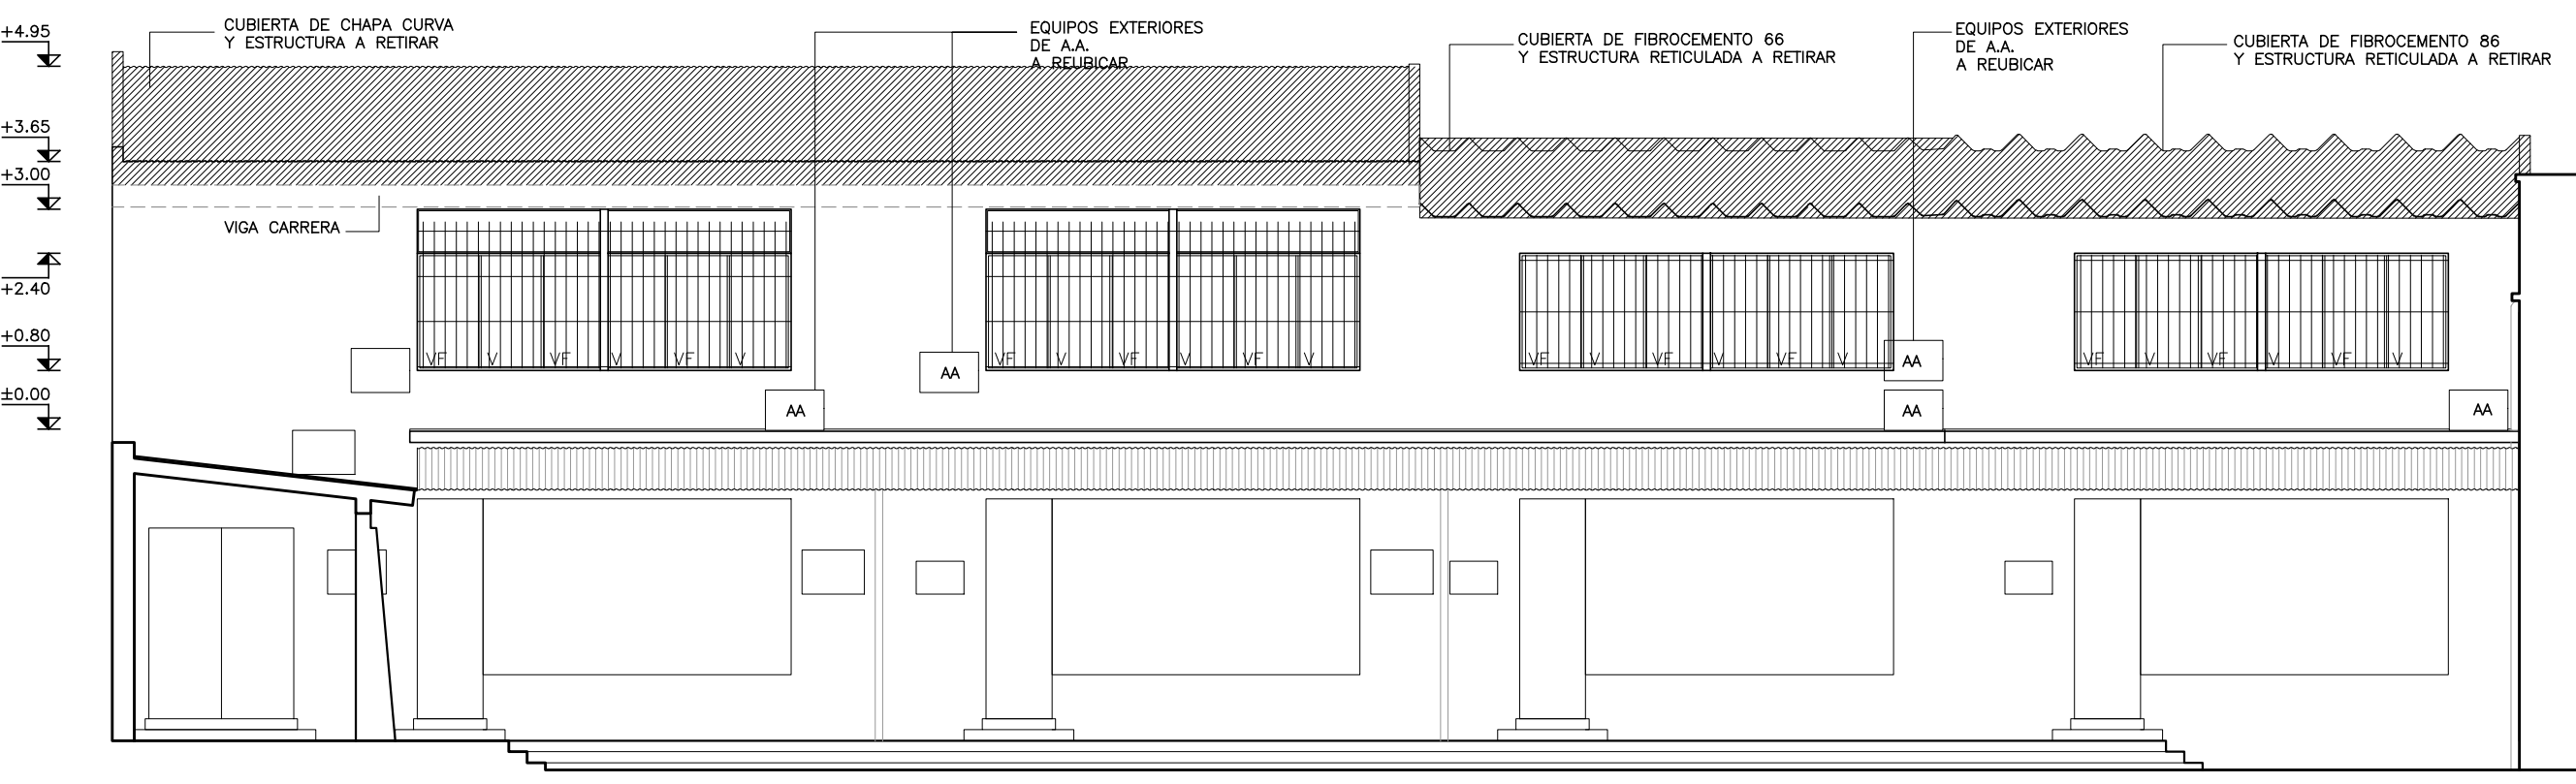 CUBIERTA DE CHAPA CURVA
Y ESTRUCTURA A RETIRAR
EQUIPOS EXTERIORES
DE A.A.
A REUBICAR
CUBIERTA DE FIBROCEMENTO 66
Y ESTRUCTURA RETICULADA A RETIRAR
EQUIPOS EXTERIORES
DE A.A.
A REUBICAR
CUBIERTA DE FIBROCEMENTO 86
Y ESTRUCTURA RETICULADA A RETIRAR
+4.95
+3.65
+3.00
VIGA CARRERA
+2.40
+0.80
±0.00
VF V VF V VF V
VF V VF V VF V
VF V VF V VF V
VF V VF V VF V
AA
AA
AA
AA
AA